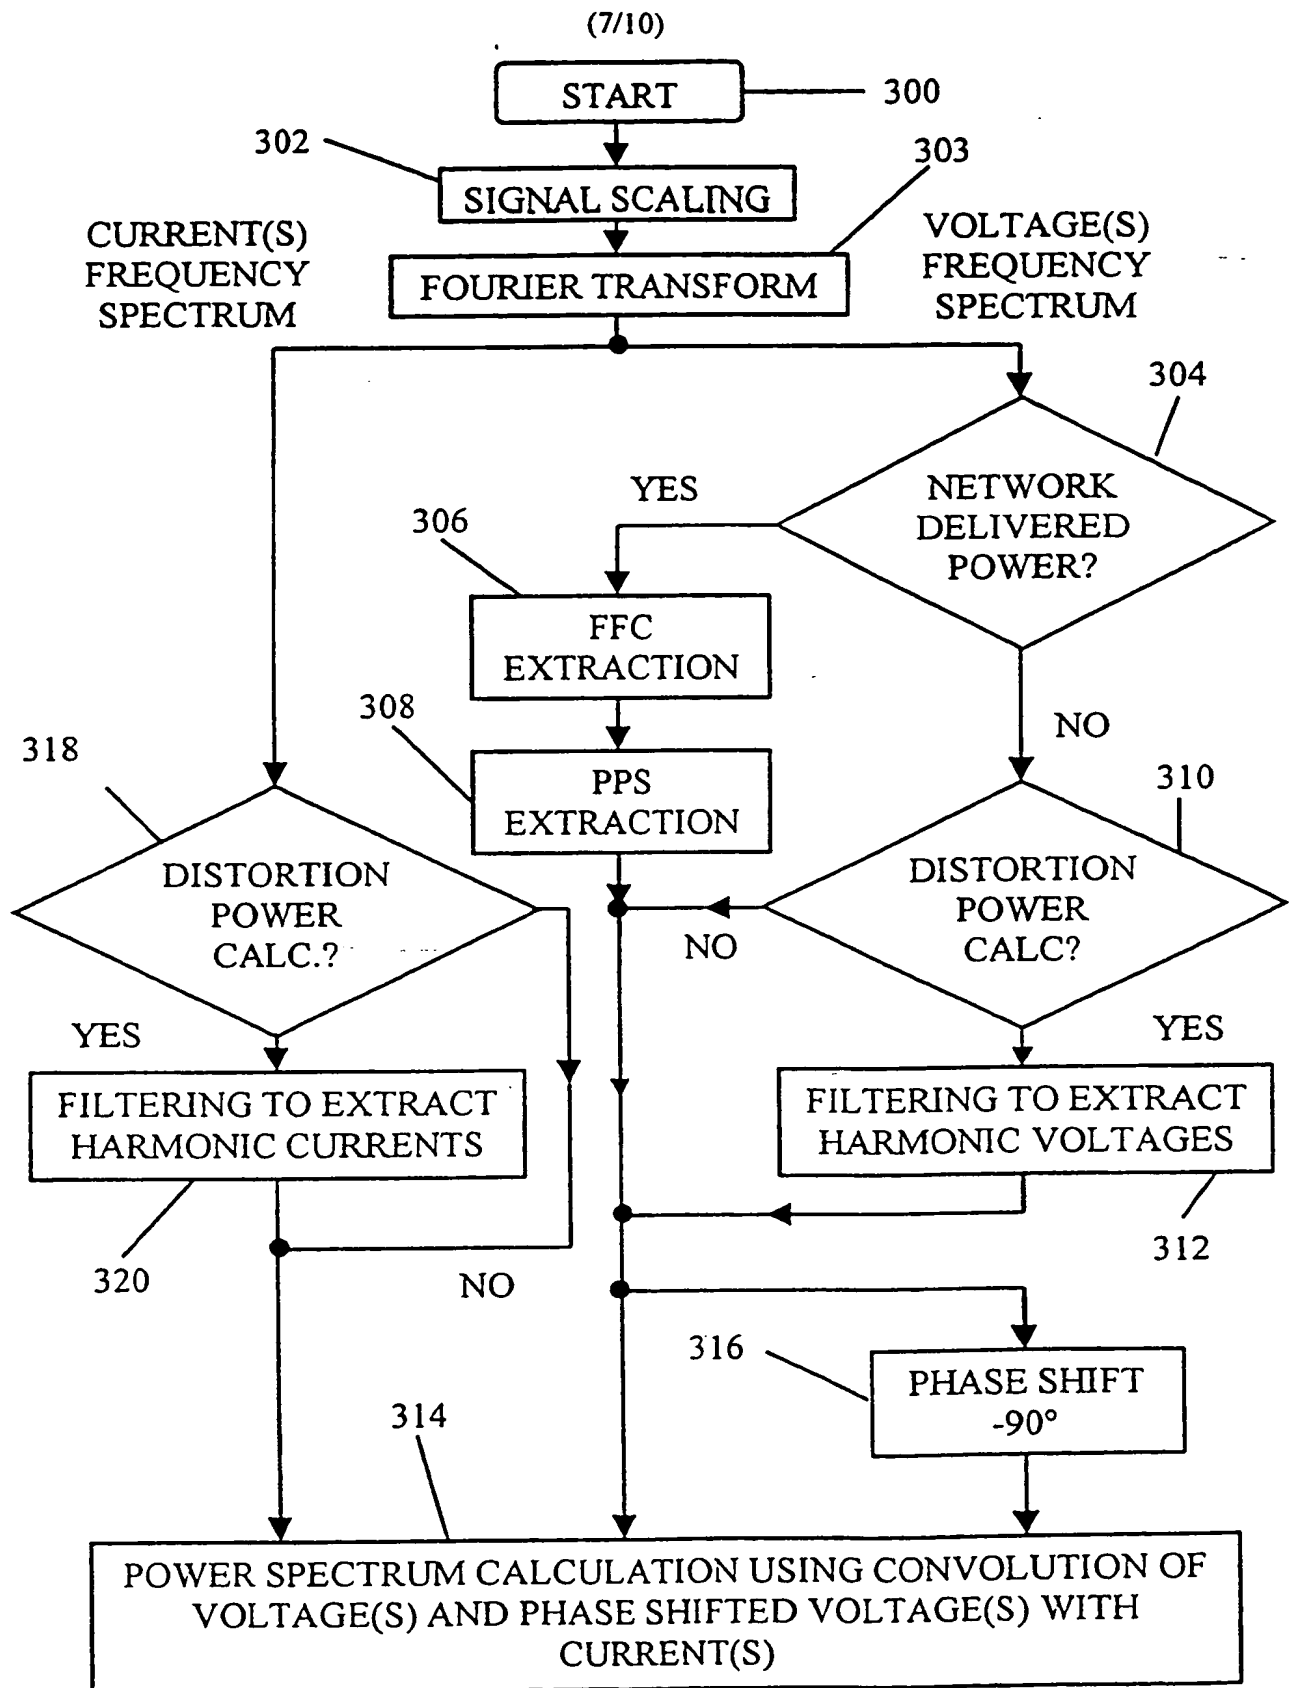 (7/10)
START
300
302
303
SIGNAL SCALING
CURRENT(S)
FREQUENCY
SPECTRUM
VOLTAGE(S)
FREQUENCY
SPECTRUM
FOURIER TRANSFORM
304
YES
NETWORK
DELIVERED
POWER?
306
FFC
EXTRACTION
308
NO
318
PPS
EXTRACTION
310
DISTORTION
POWER
CALC.?
DISTORTION
POWER
CALC?
NO
YES
YES
FILTERING TO EXTRACT
HARMONIC CURRENTS
FILTERING TO EXTRACT
HARMONIC VOLTAGES
320
NO
312
316
PHASE SHIFT
-90°
314
POWER SPECTRUM CALCULATION USING CONVOLUTION OF
VOLTAGE(S) AND PHASE SHIFTED VOLTAGE(S) WITH
CURRENT(S)